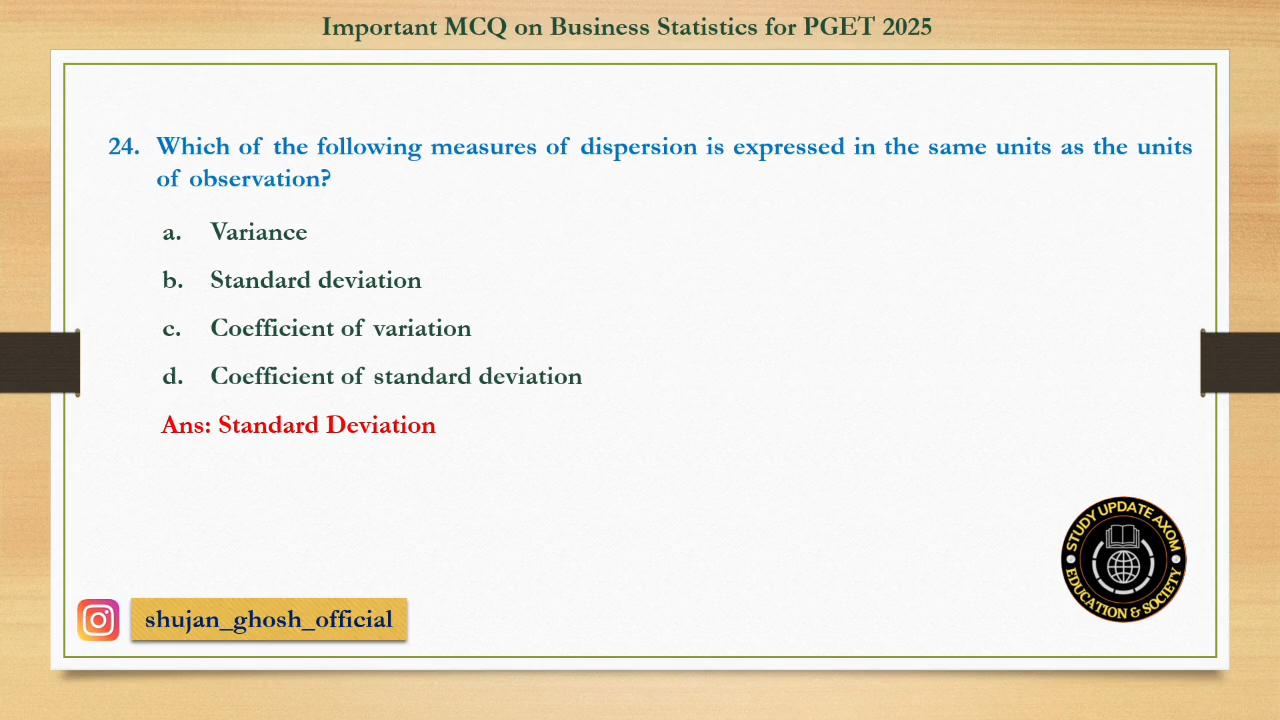 Important MCQ on Business Statistics for PGET 2025
24. Which of the following measures of dispersion is expressed in the same units as the units
of observation?
a. Variance
b. Standard deviation
c. Coefficient of variation
d. Coefficient of standard deviation
Ans: Standard Deviation
STUDY UPDATE AXOM
EDUCATION & SOCIETY
shujan_ghosh_official